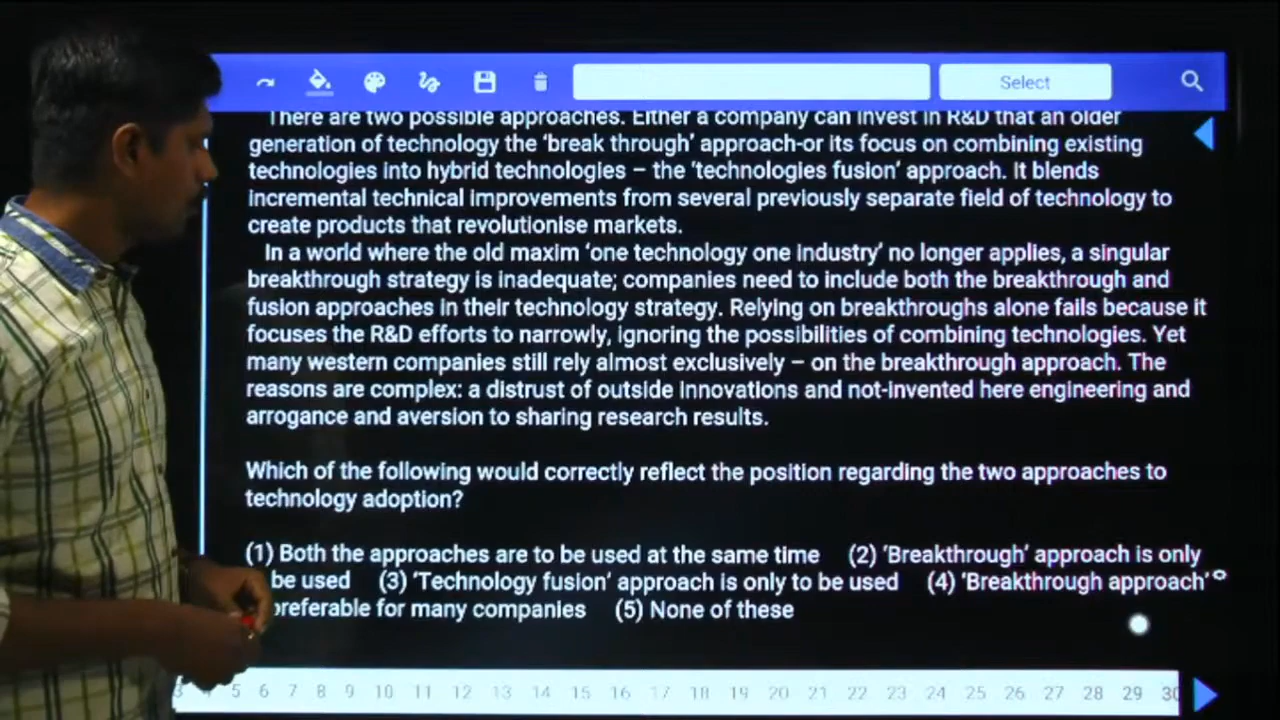 Select
There are two possible approaches. Either a company can invest in R&D that an older
generation of technology the ‘break through’ approach-or its focus on combining existing
technologies into hybrid technologies – the ‘technologies fusion’ approach. It blends
incremental technical improvements from several previously separate field of technology to
create products that revolutionise markets.
In a world where the old maxim ‘one technology one industry’ no longer applies, a singular
breakthrough strategy is inadequate; companies need to include both the breakthrough and
fusion approaches in their technology strategy. Relying on breakthroughs alone fails because it
focuses the R&D efforts to narrowly, ignoring the possibilities of combining technologies. Yet
many western companies still rely almost exclusively – on the breakthrough approach. The
reasons are complex: a distrust of outside innovations and not-invented here engineering and
arrogance and aversion to sharing research results.
Which of the following would correctly reflect the position regarding the two approaches to
technology adoption?
(1) Both the approaches are to be used at the same time (2) ‘Breakthrough’ approach is only
be used (3) ‘Technology fusion’ approach is only to be used (4) ‘Breakthrough approach’
preferable for many companies (5) None of these
5 6 7 8 9 10 11 12 13 14 15 16 17 18 19 20 21 22 23 24 25 26 27 28 29 30